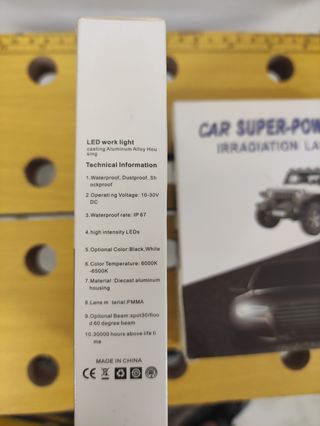 LED work light
casting:Aluminum Alloy Hou
sing
Technical Information
1.Waterproof, Dustproof, Sh
ockproof
2.Operating Voltage: 10-30V
DC
3.Waterproof rate: IP 67
4.high intensity LEDs
5.Optional Color:Black,White
6.Color Temperature: 6000K
-6500K
7.Material :Diecast aluminum
housing
8.Lens m terial:PMMA
9.Optional Beam:spot30/floo
d 60 degree beam
10.30000 hours above life ti
me
MADE IN CHINA
CE
CAR SUPER-POW
IRRAGIATION LA